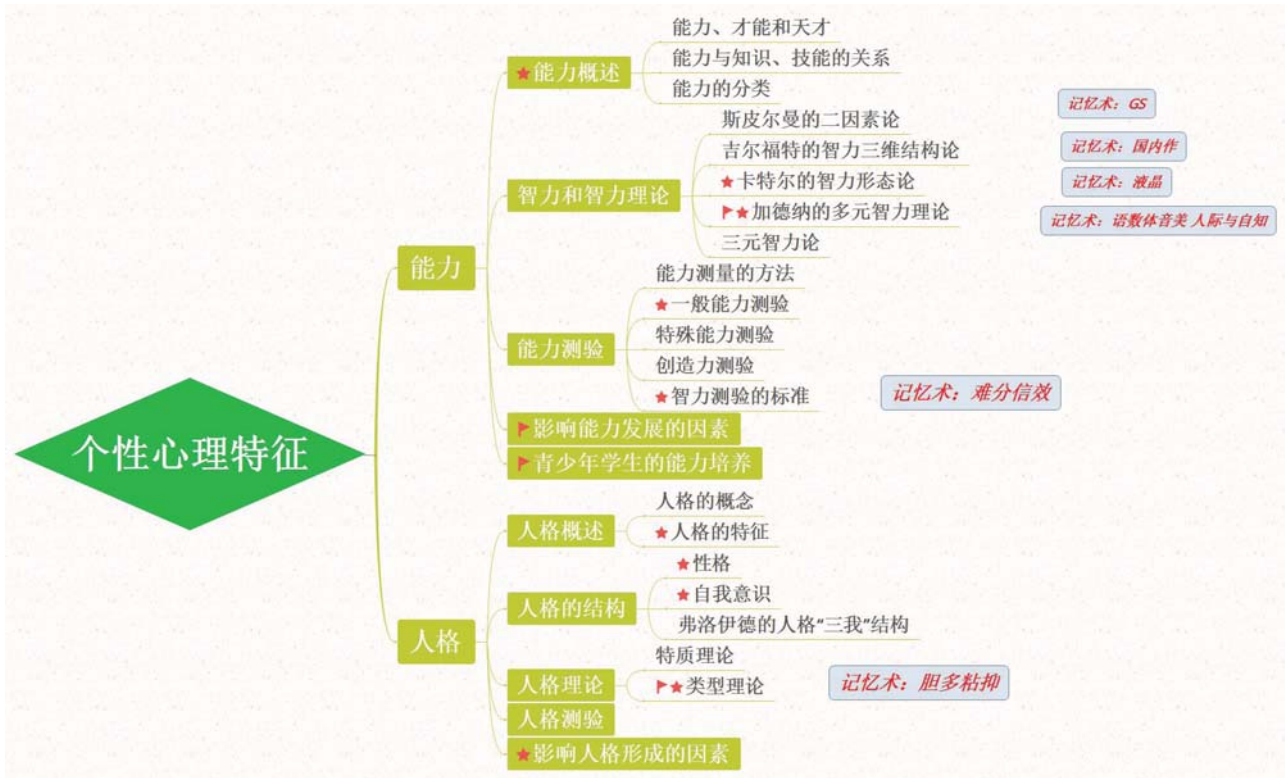 个性心理特征
能力
★能力概述
能力、才能和天才
能力与知识、技能的关系
能力的分类
智力和智力理论
斯皮尔曼的二因素论
记忆术：GS
吉尔福特的智力三维结构论
记忆术：国内作
★卡特尔的智力形态论
记忆术：液晶
★加德纳的多元智力理论
记忆术：语数体音美 人际与自知
三元智力论
能力测验
能力测量的方法
★一般能力测验
特殊能力测验
创造力测验
★智力测验的标准
记忆术：难分信效
影响能力发展的因素
青少年学生的能力培养
人格
人格概述
人格的概念
★人格的特征
人格的结构
★性格
★自我意识
弗洛伊德的人格“三我”结构
人格理论
特质理论
★类型理论
记忆术：胆多粘抑
人格测验
★影响人格形成的因素